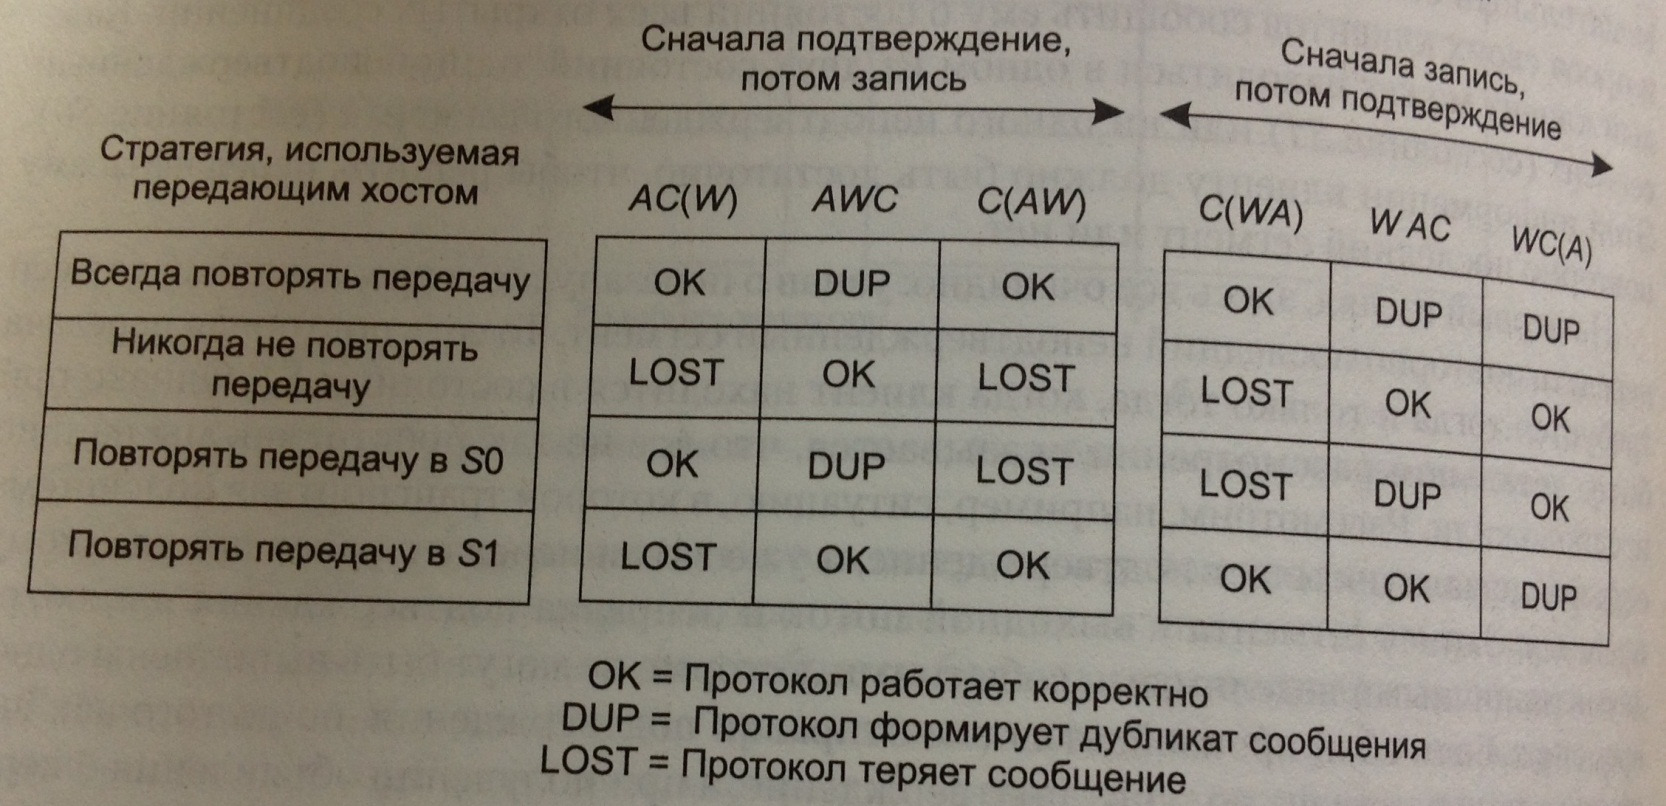 Сначала подтверждение,
потом запись
Сначала запись,
потом подтверждение
Стратегия, используемая
передающим хостом
AC(W) AWC C(AW) C(WA) W AC WC(A)
Всегда повторять передачу OK DUP OK OK DUP DUP
Никогда не повторять
передачу LOST OK LOST LOST OK OK
Повторять передачу в S0 OK DUP LOST LOST DUP OK
Повторять передачу в S1 LOST OK OK OK OK DUP
OK = Протокол работает корректно
DUP = Протокол формирует дубликат сообщения
LOST = Протокол теряет сообщение